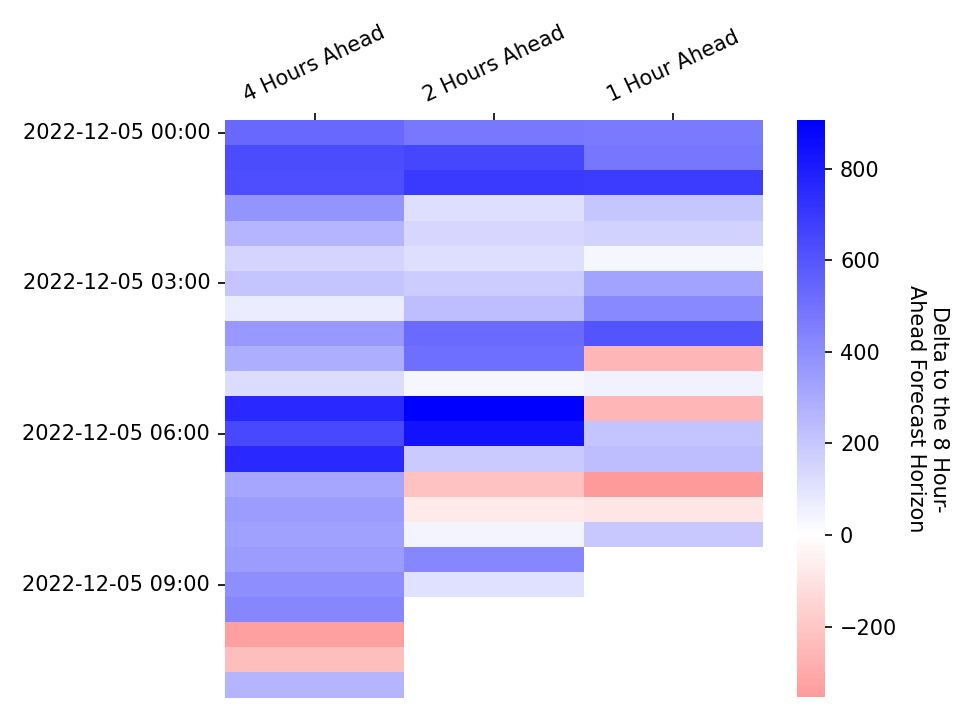 4 Hours Ahead
2 Hours Ahead
1 Hour Ahead
2022-12-05 00:00
2022-12-05 03:00
2022-12-05 06:00
2022-12-05 09:00
800
600
400
200
0
−200
Delta to the 8 Hour-
Ahead Forecast Horizon